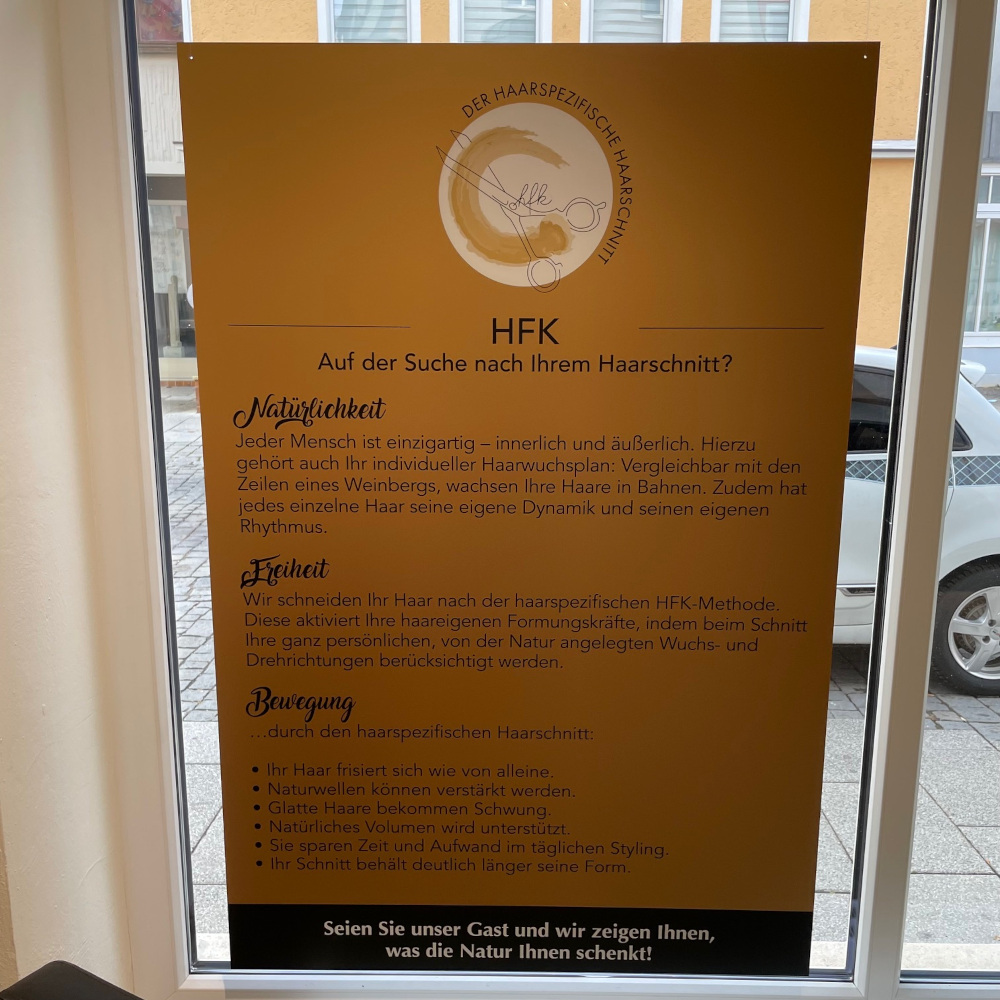 DER HAARSPEZIFISCHE HAARSCHNITT
hfk
HFK
Auf der Suche nach Ihrem Haarschnitt?
Natürlichkeit
Jeder Mensch ist einzigartig – innerlich und äußerlich. Hierzu
gehört auch Ihr individueller Haarwuchsplan: Vergleichbar mit den
Zeilen eines Weinbergs, wachsen Ihre Haare in Bahnen. Zudem hat
jedes einzelne Haar seine eigene Dynamik und seinen eigenen
Rhythmus.
Freiheit
Wir schneiden Ihr Haar nach der haarspezifischen HFK-Methode.
Diese aktiviert Ihre haareigenen Formungskräfte, indem beim Schnitt
Ihre ganz persönlichen, von der Natur angelegten Wuchs- und
Drehrichtungen berücksichtigt werden.
Bewegung
...durch den haarspezifischen Haarschnitt:
• Ihr Haar frisiert sich wie von alleine.
• Naturwellen können verstärkt werden.
• Glatte Haare bekommen Schwung.
• Natürliches Volumen wird unterstützt.
• Sie sparen Zeit und Aufwand im täglichen Styling.
• Ihr Schnitt behält deutlich länger seine Form.
Seien Sie unser Gast und wir zeigen Ihnen,
was die Natur Ihnen schenkt!